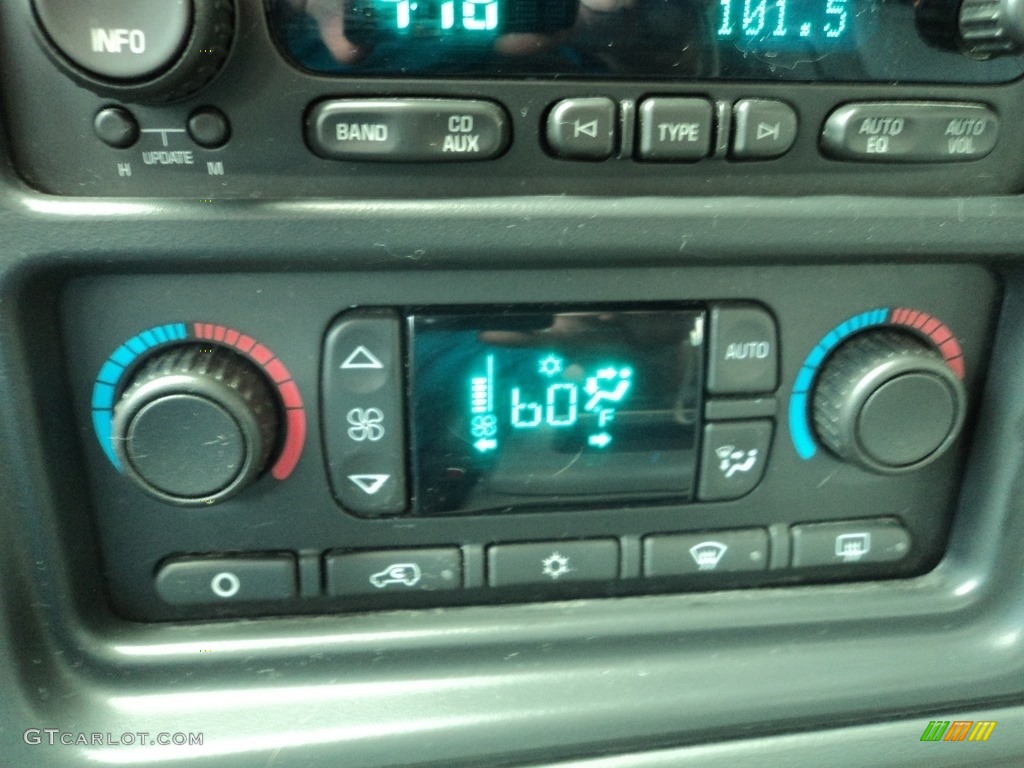 INFO
101.5
BAND
CD
AUX
TYPE
AUTO
EQ
AUTO
VOL
H
UPDATE
M
AUTO
60
°F
GTCARLOT.COM